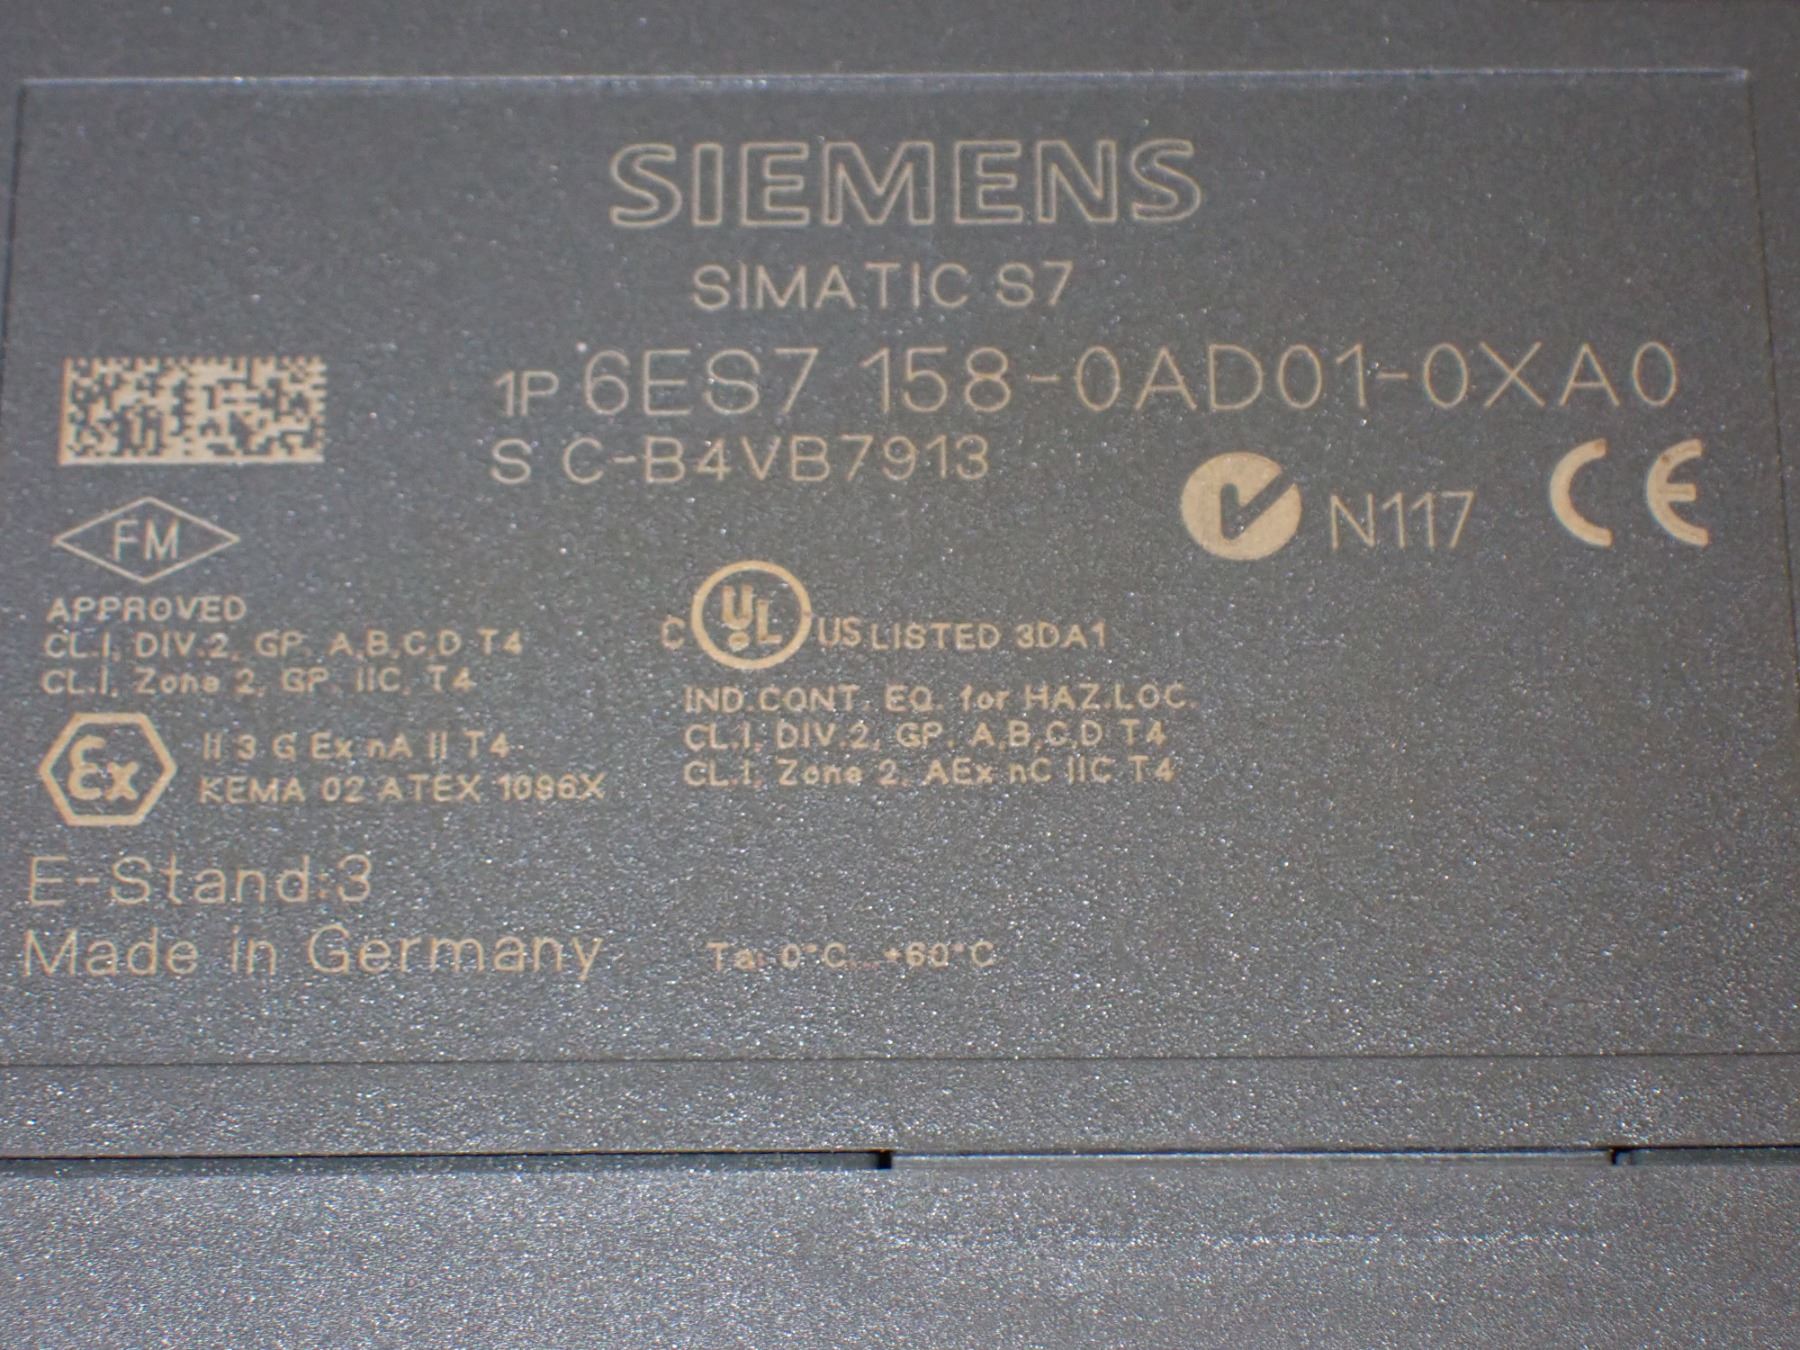 SIEMENS
SIMATIC S7
1P 6ES7 158-0AD01-0XA0
S C-B4VB7913
N117
CE
FM
APPROVED
CL.I, DIV.2, GP. A,B,C,D T4
CL.I, Zone 2, GP. IIC, T4
C UL US LISTED 3DA1
IND.CONT. EQ. for HAZ.LOC.
CL.I, DIV.2, GP. A,B,C,D T4
CL.I, Zone 2, AEx nC IIC T4
Ex
II 3 G Ex nA II T4
KEMA 02 ATEX 1096X
E-Stand:3
Made in Germany
Ta: 0°C...+60°C